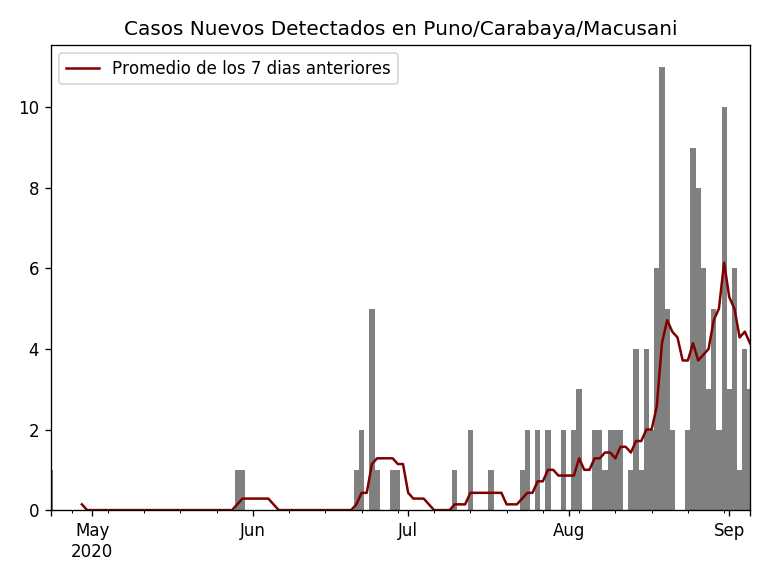 Casos Nuevos Detectados en Puno/Carabaya/Macusani
Promedio de los 7 dias anteriores
10
8
6
4
2
0
May Jun Jul Aug Sep
2020